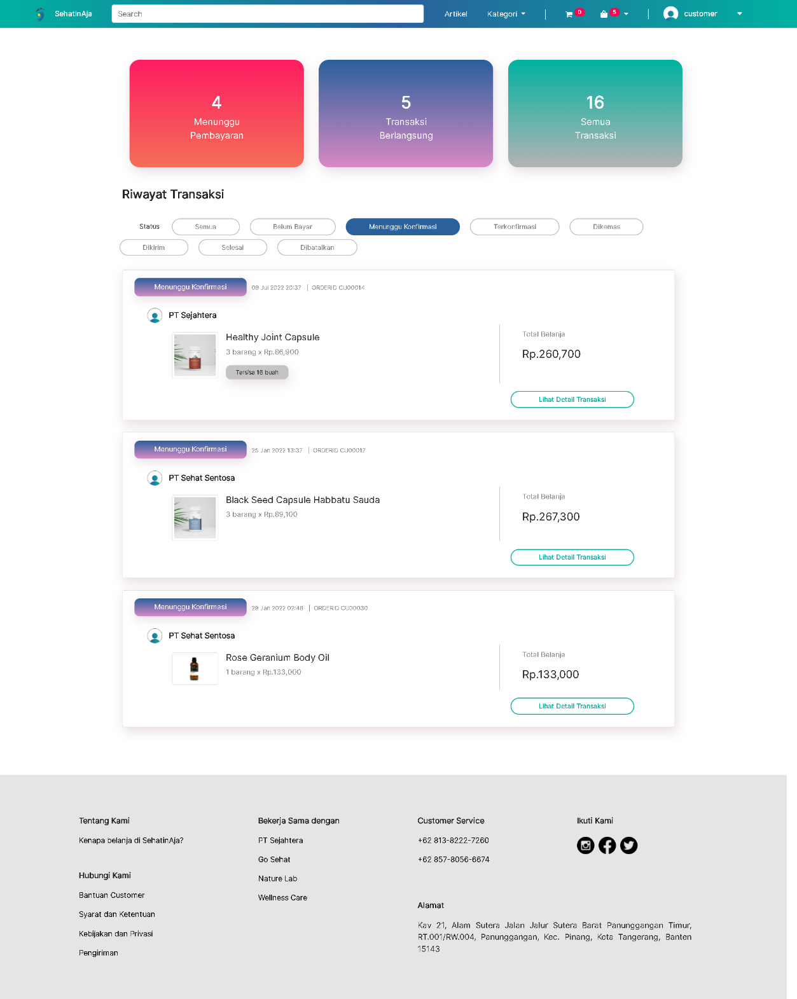 SehatinAja
Search
Artikel
Kategori
0
5
customer
4
Menunggu
Pembayaran
5
Transaksi
Berlangsung
16
Semua
Transaksi
Riwayat Transaksi
Status
Semua
Belum Bayar
Menunggu Konfirmasi
Terkonfirmasi
Dikemas
Dikirim
Selesai
Dibatalkan
Menunggu Konfirmasi
09 Jul 2022 20:37 | ORDERID CU00014
PT Sejahtera
Healthy Joint Capsule
3 barang x Rp.86,900
Tersisa 16 buah
Total Belanja
Rp.260,700
Lihat Detail Transaksi
Menunggu Konfirmasi
25 Jan 2022 13:37 | ORDERID CU00017
PT Sehat Sentosa
Black Seed Capsule Habbatu Sauda
3 barang x Rp.89,100
Total Belanja
Rp.267,300
Lihat Detail Transaksi
Menunggu Konfirmasi
29 Jan 2022 02:48 | ORDERID CU00030
PT Sehat Sentosa
Rose Geranium Body Oil
1 barang x Rp.133,000
Total Belanja
Rp.133,000
Lihat Detail Transaksi
Tentang Kami
Kenapa belanja di SehatinAja?
Hubungi Kami
Bantuan Customer
Syarat dan Ketentuan
Kebijakan dan Privasi
Pengiriman
Bekerja Sama dengan
PT Sejahtera
Go Sehat
Nature Lab
Wellness Care
Customer Service
+62 813-8222-7260
+62 857-8056-6674
Ikuti Kami
Alamat
Kav 21, Alam Sutera Jalan Jalur Sutera Barat Panunggangan Timur,
RT.001/RW.004, Panunggangan, Kec. Pinang, Kota Tangerang, Banten
15143